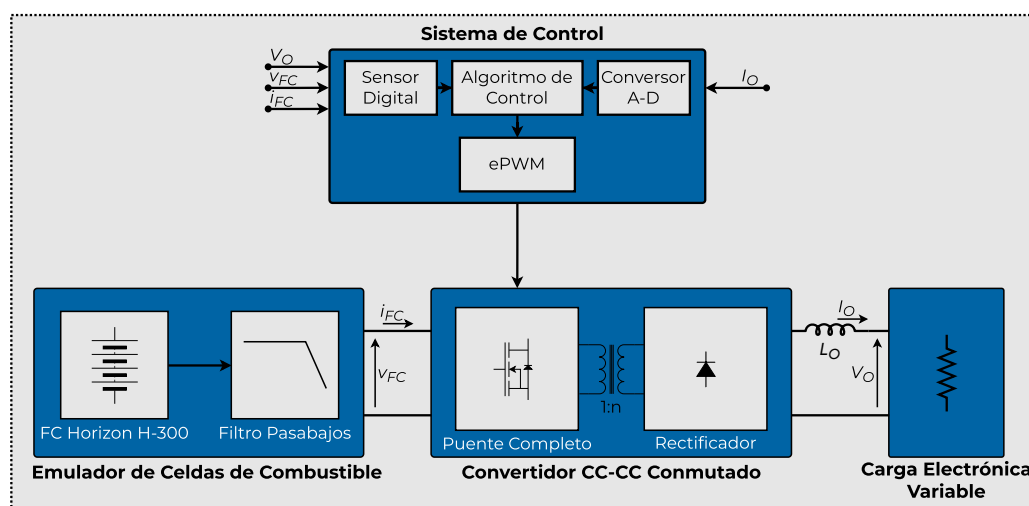 Sistema de Control
V_O
v_FC
i_FC
Sensor
Digital
Algoritmo de
Control
Conversor
A-D
I_O
ePWM
i_FC
v_FC
1:n
L_O
I_O
V_O
FC Horizon H-300
Filtro Pasabajos
Puente Completo
Rectificador
Emulador de Celdas de Combustible
Convertidor CC-CC Conmutado
Carga Electrónica
Variable